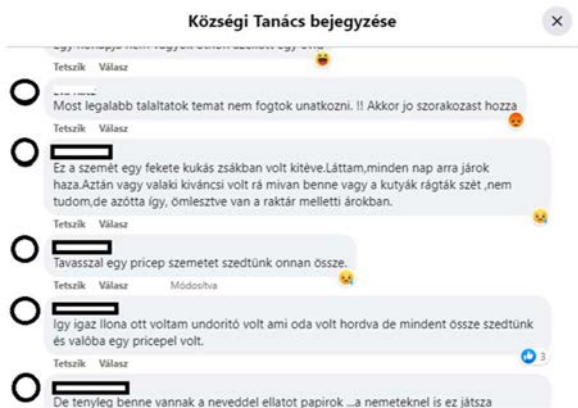 Községi Tanács bejegyzése
Tetszik Válasz
Most legalabb talaltatok temat nem fogtok unatkozni. !! Akkor jo szorakozast hozza
Tetszik Válasz
Ez a szemét egy fekete kukás zsákban volt kitéve.Láttam,minden nap arra járok
haza.Aztán vagy valaki kiváncsi volt rá mivan benne vagy a kutyák rágták szét ,nem
tudom,de azótta így, ömlesztve van a raktár melletti árokban.
Tetszik Válasz
Tavasszal egy pricep szemetet szedtünk onnan össze.
Tetszik Válasz Módosítva
Igy igaz Ilona ott voltam undoritó volt ami oda volt hordva de mindent össze szedtünk
és valóba egy pricepel volt.
3
Tetszik Válasz
De tenyleg benne vannak a neveddel ellatot papirok ...a nemeteknel is ez játsza